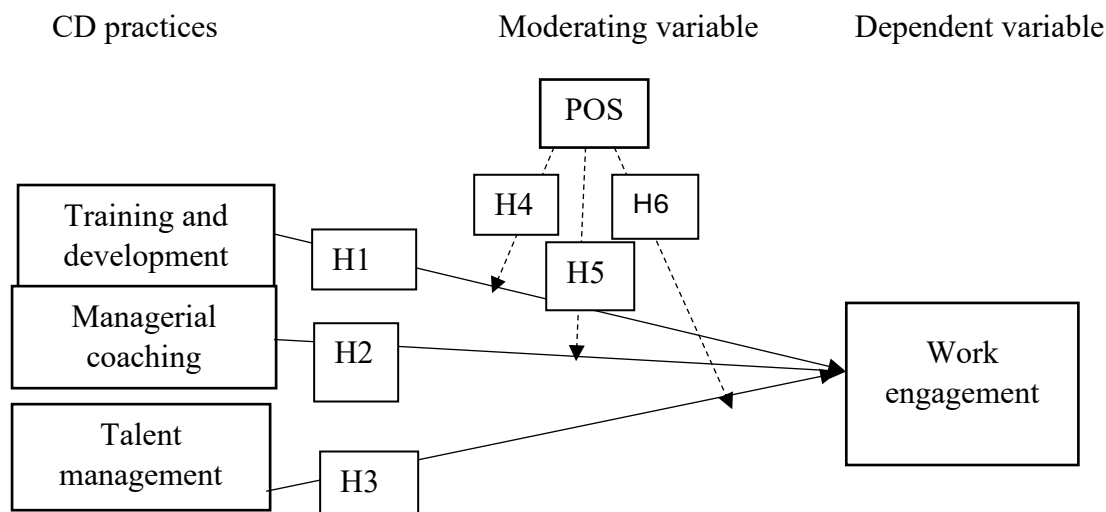 CD practices
Moderating variable
Dependent variable
POS
H4
H6
Training and
development
H1
H5
Managerial
coaching
H2
Work
engagement
Talent
management
H3